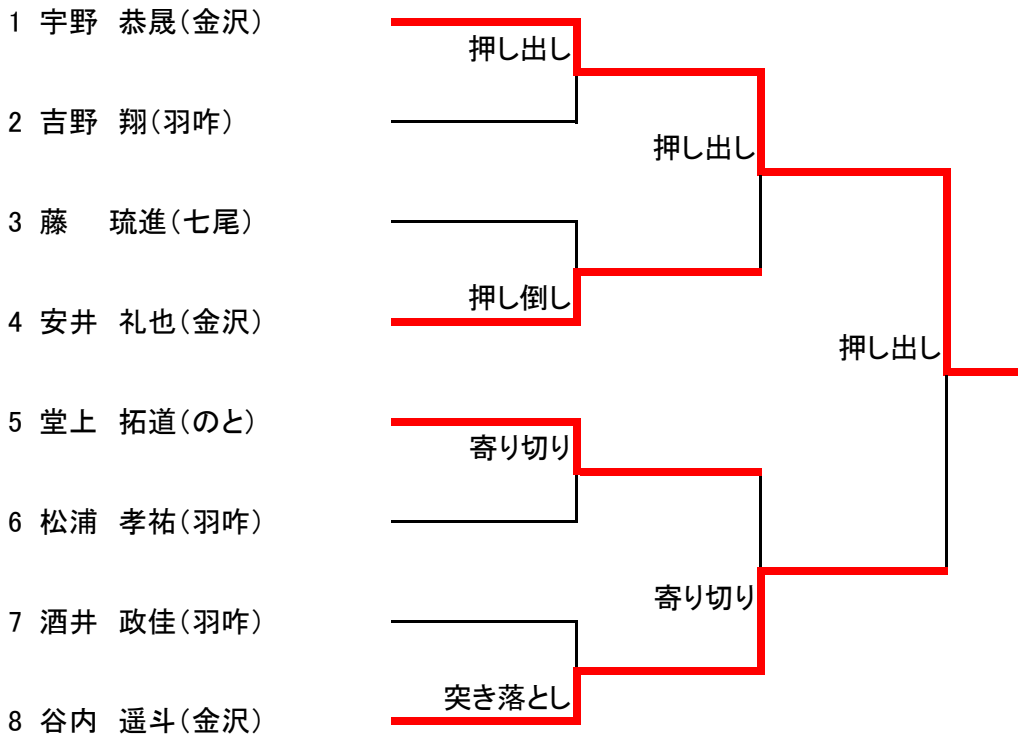 1 宇野 恭晟(金沢)
押し出し
2 吉野 翔(羽咋)
押し出し
3 藤 琉進(七尾)
押し倒し
4 安井 礼也(金沢)
押し出し
5 堂上 拓道(のと)
寄り切り
6 松浦 孝祐(羽咋)
寄り切り
7 酒井 政佳(羽咋)
突き落とし
8 谷内 遥斗(金沢)